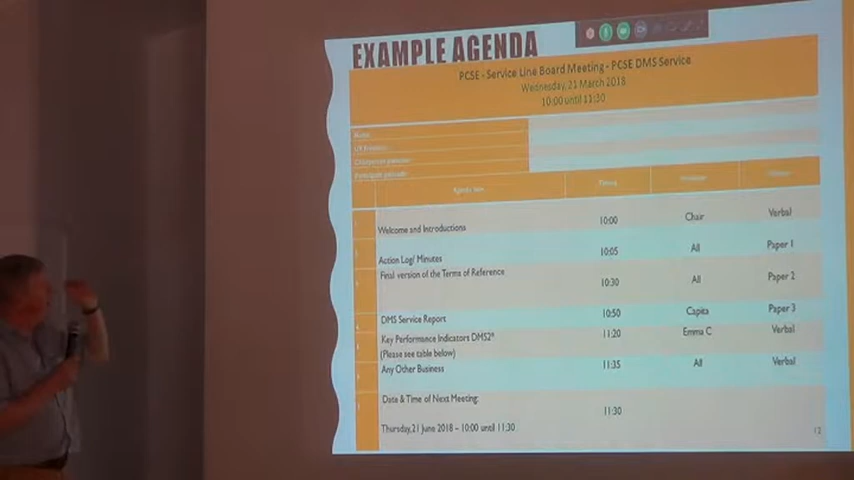 EXAMPLE AGENDA
PCSE - Service Line Board Meeting - PCSE DMS Service
Wednesday, 21 March 2018
10:00 until 11:30
Agenda Item Timing
Welcome and Introductions 10:00 Chair Verbal
Action Log/ Minutes 10:05 All Paper 1
Final version of the Terms of Reference 10:30 All Paper 2
DMS Service Report 10:50 Capita Paper 3
Key Performance Indicators DMS2* 11:20 Emma C Verbal
(Please see table below)
Any Other Business 11:35 All Verbal
Date & Time of Next Meeting: 11:30
Thursday, 21 June 2018 – 10:00 until 11:30
12